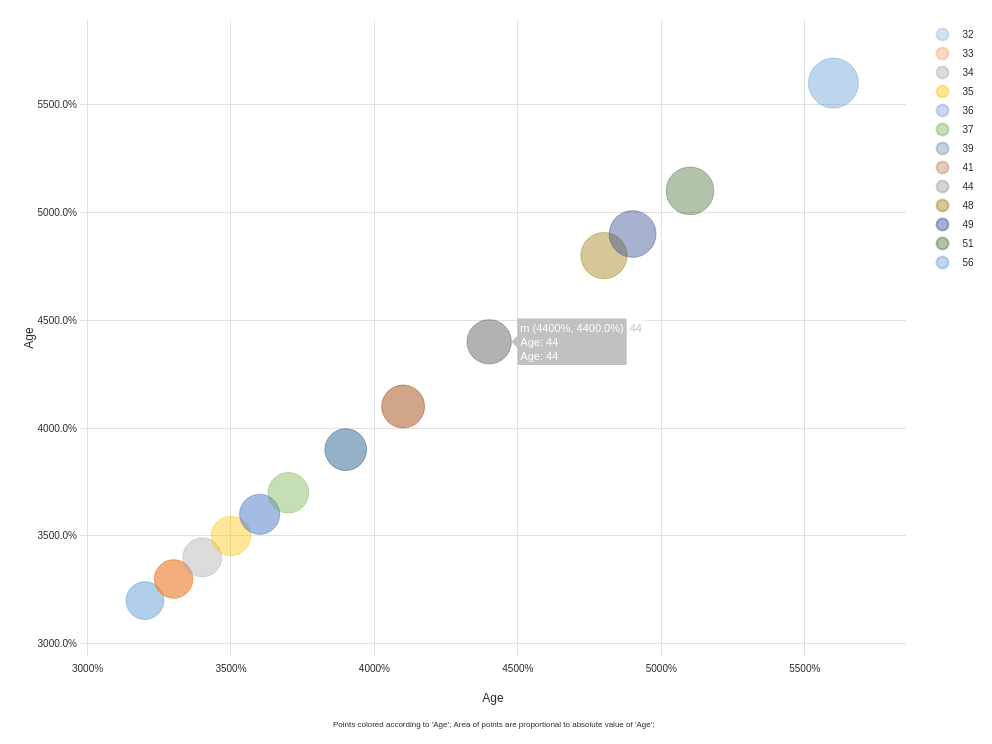 32
33
34
35
36
37
39
41
44
48
49
51
56
5500.0%
5000.0%
4500.0%
4000.0%
3500.0%
3000.0%
Age
m (4400%, 4400.0%) 44
Age: 44
Age: 44
3000% 3500% 4000% 4500% 5000% 5500%
Age
Points colored according to 'Age'; Area of points are proportional to absolute value of 'Age';